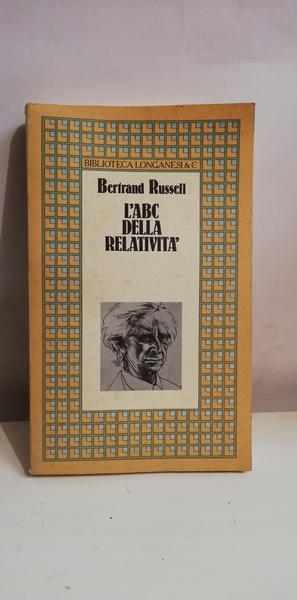 BIBLIOTECA LONGANESI & C
Bertrand Russell
L'ABC
DELLA
RELATIVITA'